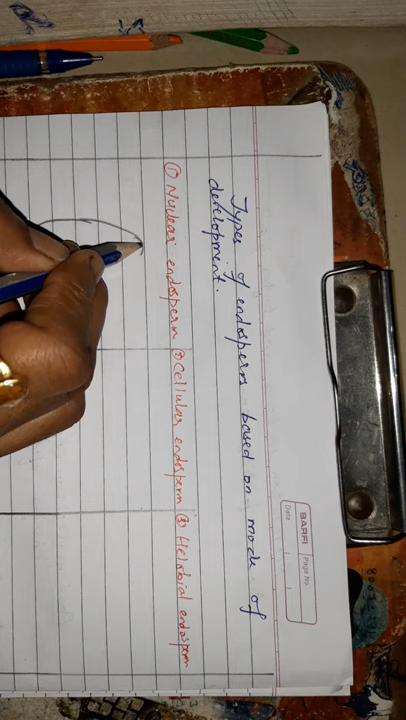 BARFI
Page No.
Date
Types of endosperm based on mode of
development.
① Nuclear endosperm ② Cellular endosperm ③ Helobial endosperm